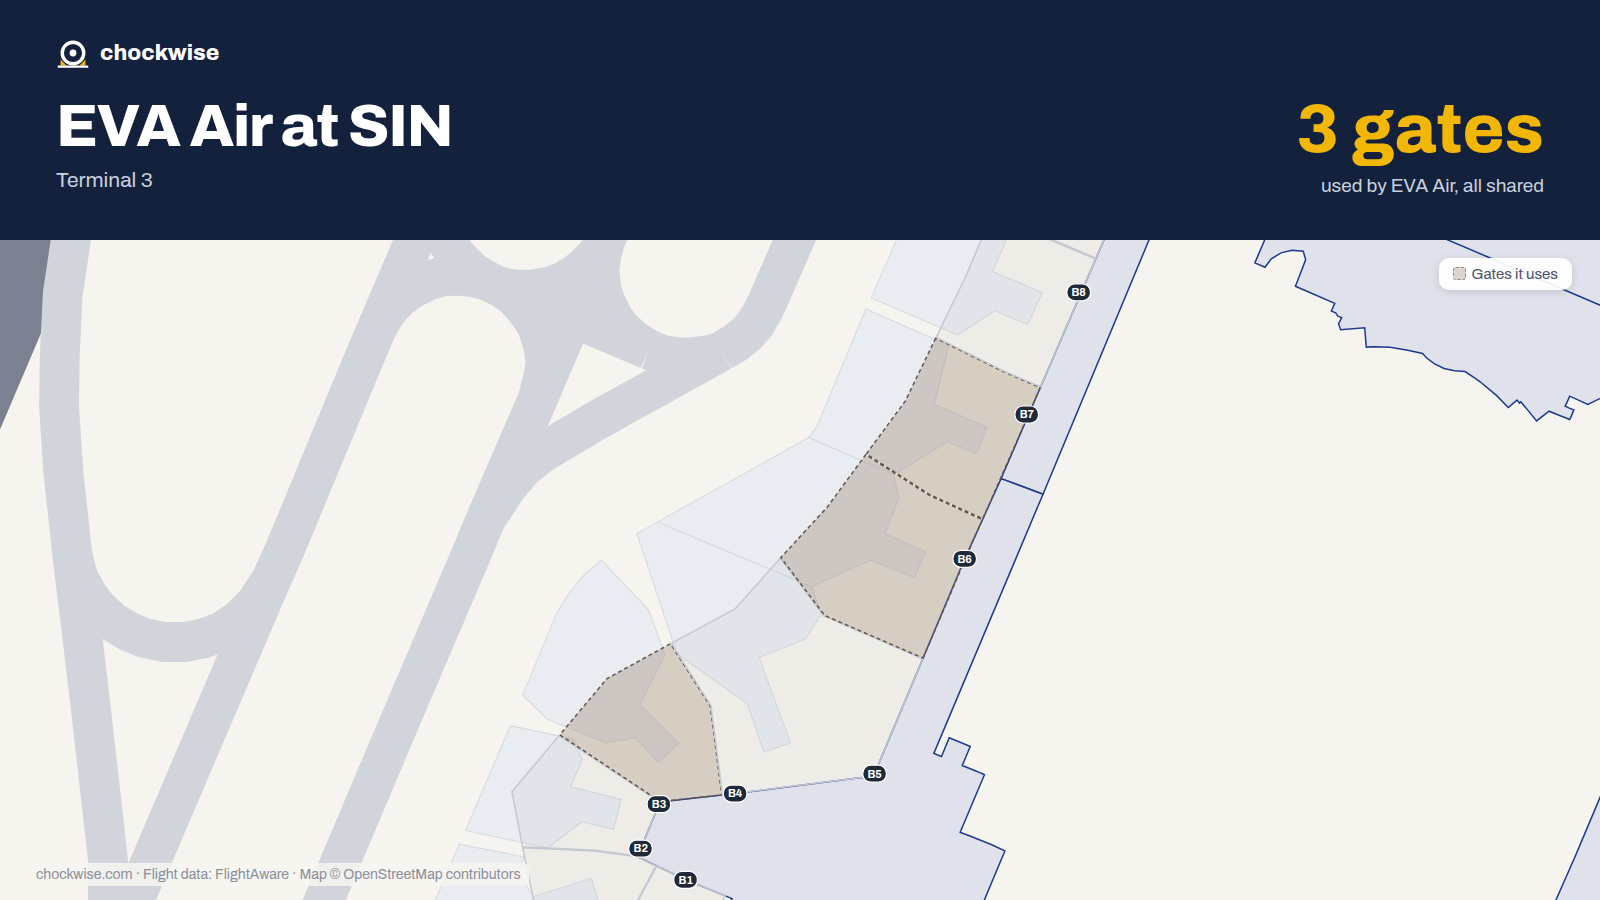 chockwise
EVA Air at SIN
Terminal 3
3 gates
used by EVA Air, all shared
Gates it uses
B8
B7
B6
B5
B4
B3
B2
B1
chockwise.com · Flight data: FlightAware · Map © OpenStreetMap contributors